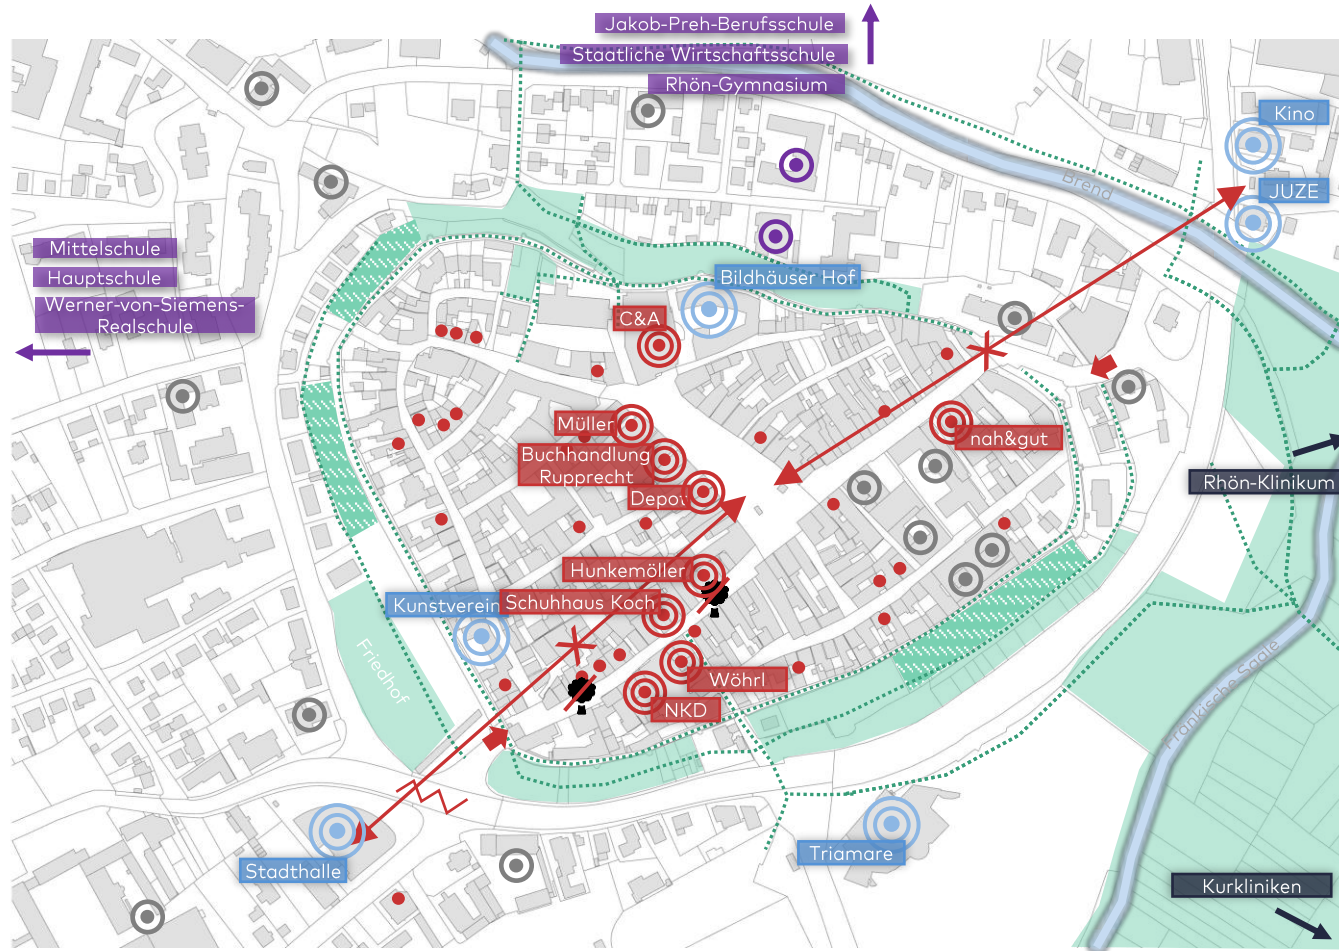 Jakob-Preh-Berufsschule
Staatliche Wirtschaftsschule
Rhön-Gymnasium
Kino
JUZE
Brend
Mittelschule
Hauptschule
Werner-von-Siemens-
Realschule
Bildhäuser Hof
C&A
Müller
nah&gut
Buchhandlung
Rupprecht
Depot
Rhön-Klinikum
Hunkemöller
Kunstverein
Schuhhaus Koch
Friedhof
Wöhrl
NKD
Fränkische Saale
Stadthalle
Triamare
Kurkliniken